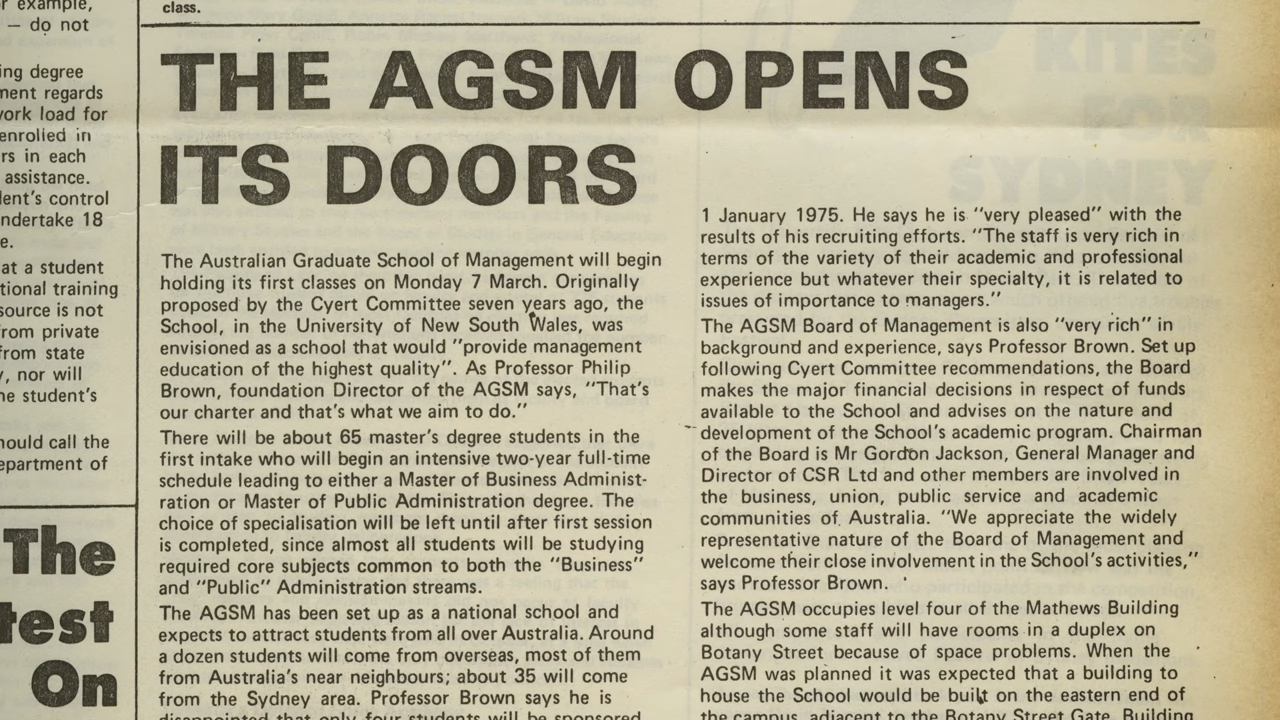 r example,
— do not
ing degree
ment regards
work load for
enrolled in
rs in each
assistance.
dent's control
undertake 18
e.
at a student
tional training
source is not
from private
from state
y, nor will
he student's
hould call the
epartment of
The
test
On
class.
THE AGSM OPENS
ITS DOORS
The Australian Graduate School of Management will begin
holding its first classes on Monday 7 March. Originally
proposed by the Cyert Committee seven years ago, the
School, in the University of New South Wales, was
envisioned as a school that would "provide management
education of the highest quality". As Professor Philip
Brown, foundation Director of the AGSM says, "That's
our charter and that's what we aim to do."
There will be about 65 master's degree students in the
first intake who will begin an intensive two-year full-time
schedule leading to either a Master of Business Administ-
ration or Master of Public Administration degree. The
choice of specialisation will be left until after first session
is completed, since almost all students will be studying
required core subjects common to both the "Business"
and "Public" Administration streams.
The AGSM has been set up as a national school and
expects to attract students from all over Australia. Around
a dozen students will come from overseas, most of them
from Australia's near neighbours; about 35 will come
from the Sydney area. Professor Brown says he is
disappointed that only four students will be sponsored
1 January 1975. He says he is "very pleased" with the
results of his recruiting efforts. "The staff is very rich in
terms of the variety of their academic and professional
experience but whatever their specialty, it is related to
issues of importance to managers."
The AGSM Board of Management is also "very rich" in
background and experience, says Professor Brown. Set up
following Cyert Committee recommendations, the Board
makes the major financial decisions in respect of funds
available to the School and advises on the nature and
development of the School's academic program. Chairman
of the Board is Mr Gordon Jackson, General Manager and
Director of CSR Ltd and other members are involved in
the business, union, public service and academic
communities of Australia. "We appreciate the widely
representative nature of the Board of Management and
welcome their close involvement in the School's activities,"
says Professor Brown.
The AGSM occupies level four of the Mathews Building
although some staff will have rooms in a duplex on
Botany Street because of space problems. When the
AGSM was planned it was expected that a building to
house the School would be built on the eastern end of
the campus, adjacent to the Botany Street Gate. Building